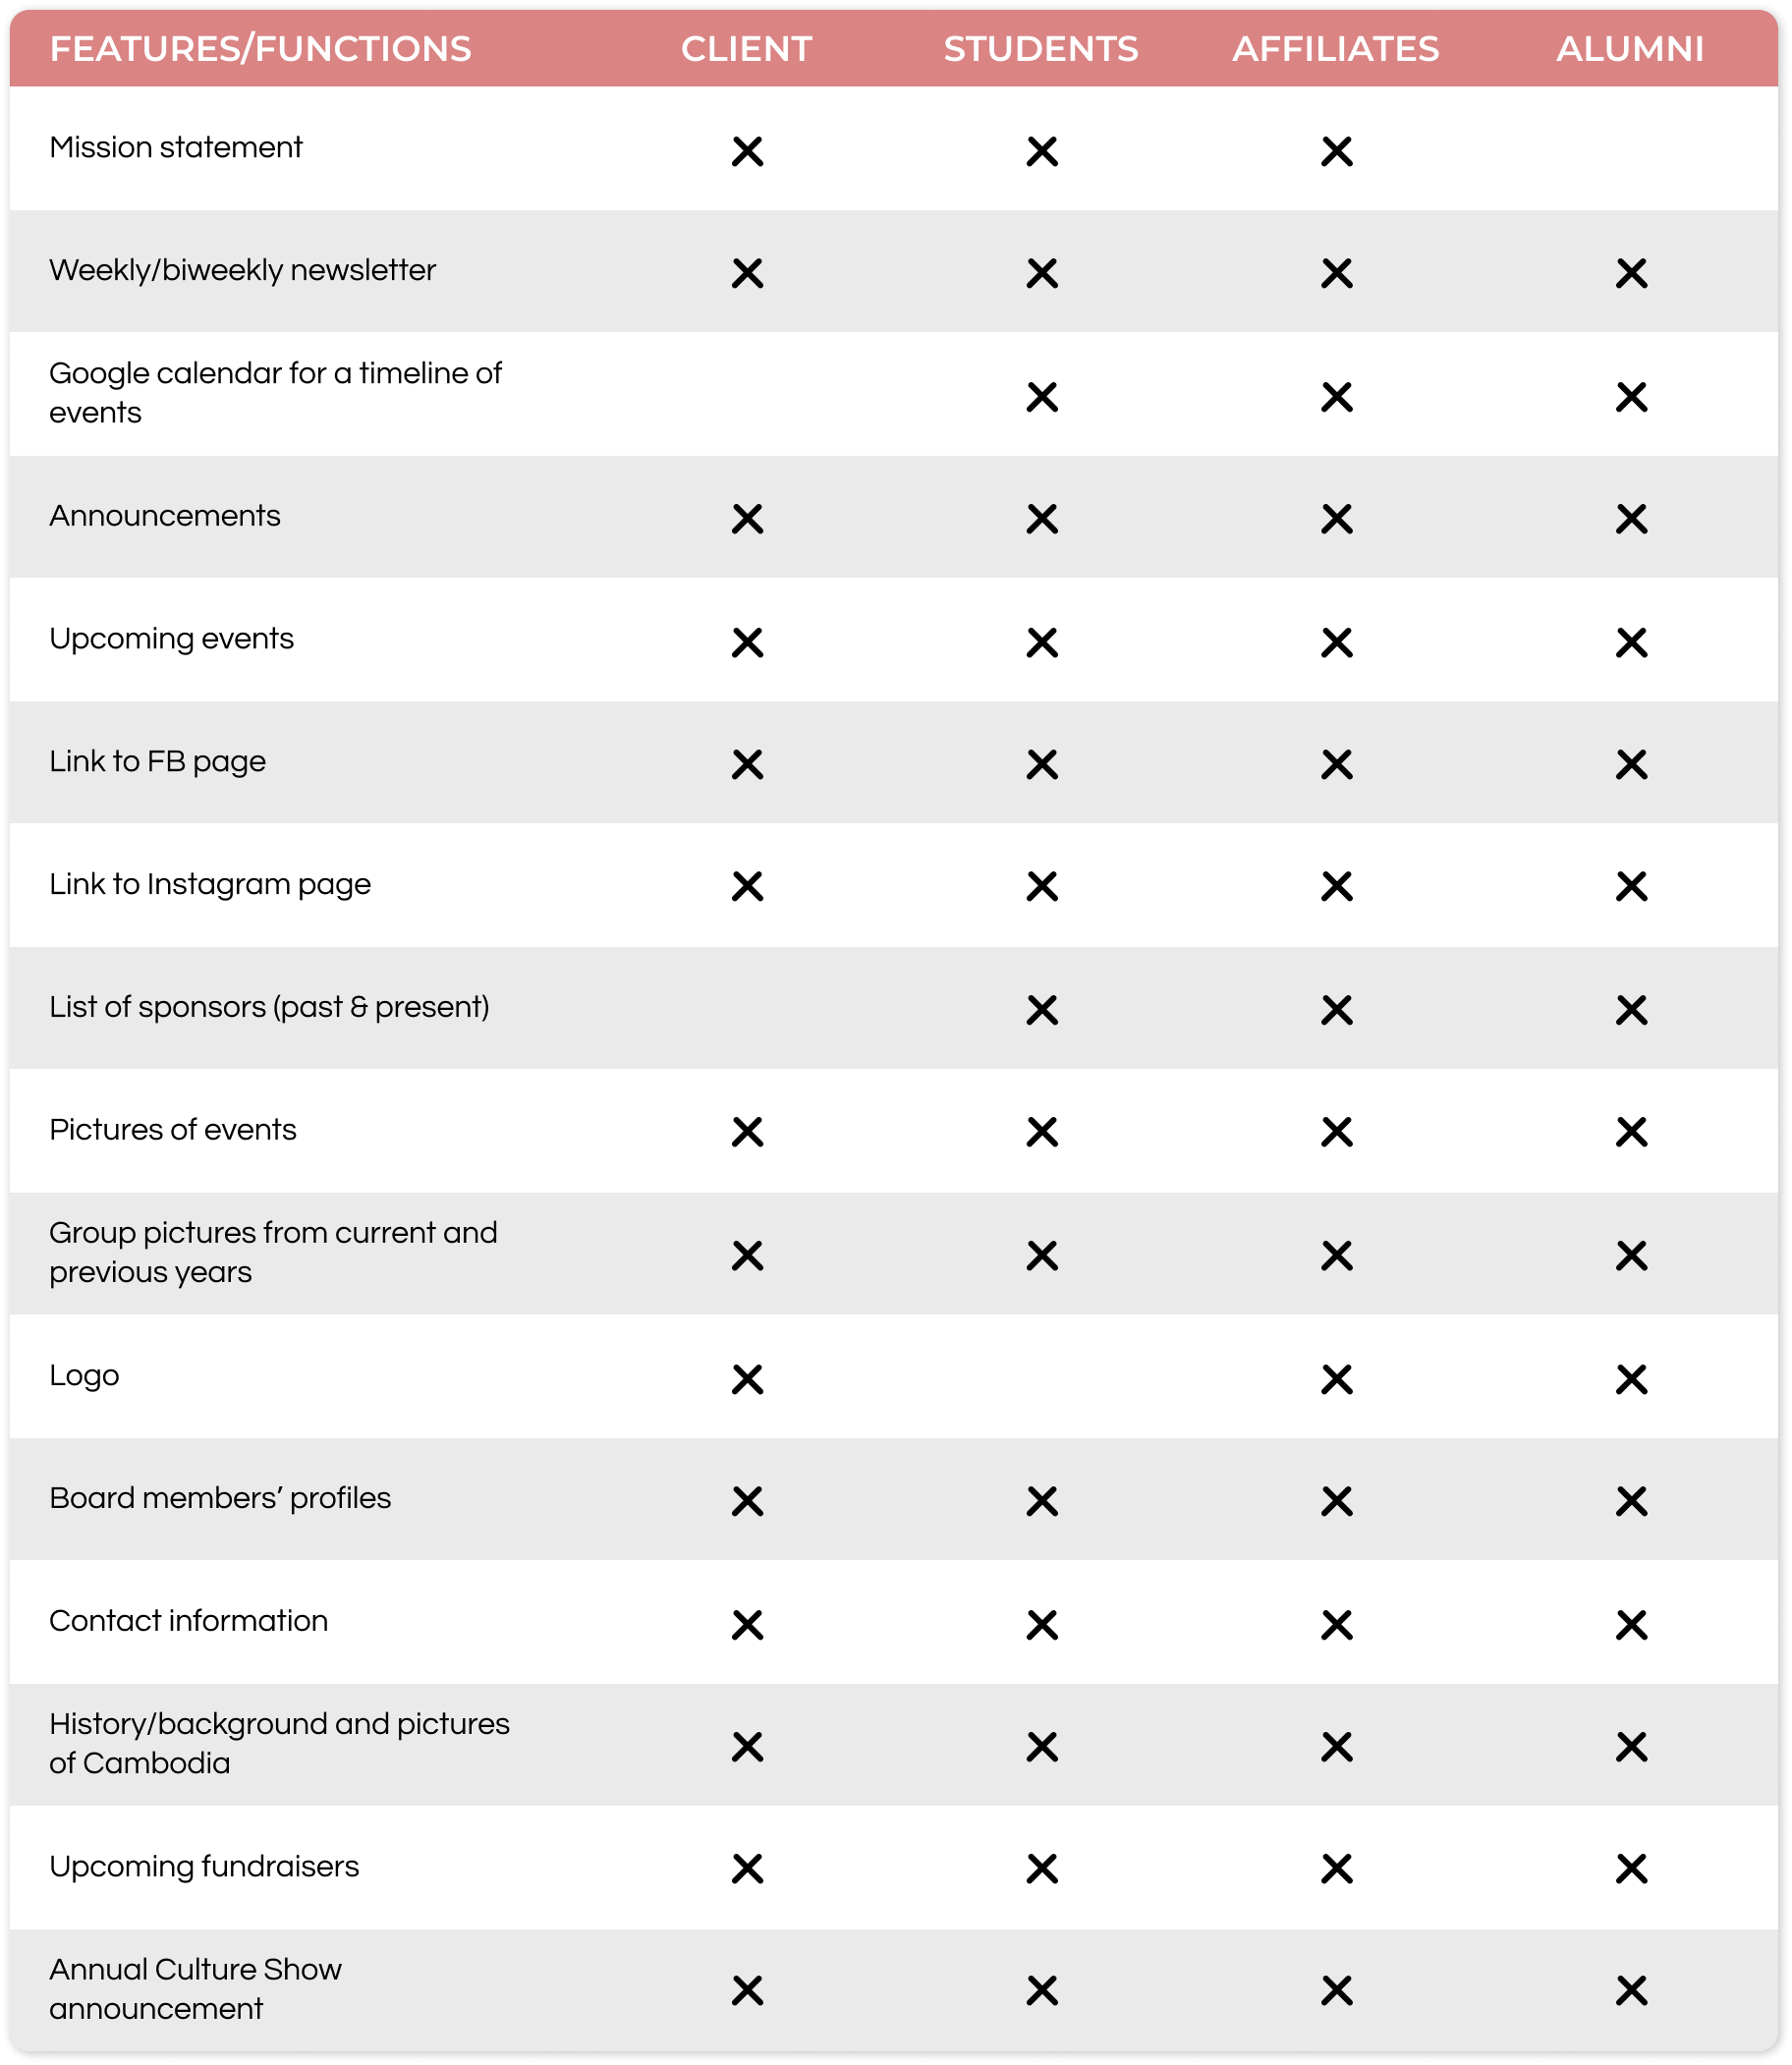 FEATURES/FUNCTIONS CLIENT STUDENTS AFFILIATES ALUMNI
Mission statement
Weekly/biweekly newsletter
Google calendar for a timeline of
events
Announcements
Upcoming events
Link to FB page
Link to Instagram page
List of sponsors (past & present)
Pictures of events
Group pictures from current and
previous years
Logo
Board members’ profiles
Contact information
History/background and pictures
of Cambodia
Upcoming fundraisers
Annual Culture Show
announcement